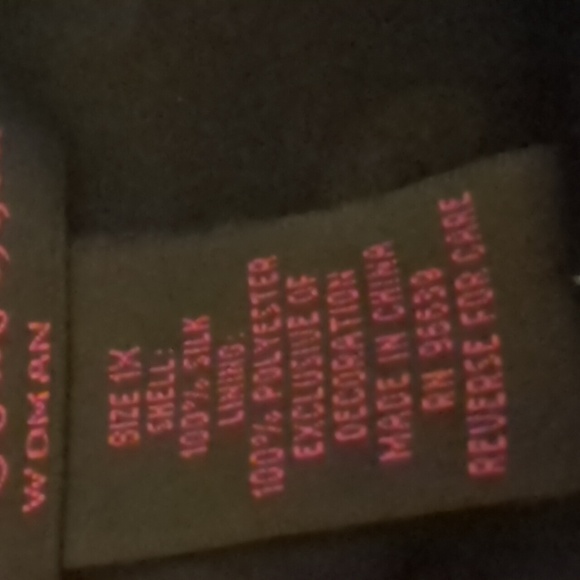 WOMAN
SIZE 1X
SHELL:
100% SILK
LINING:
100% POLYESTER
EXCLUSIVE OF
DECORATION
MADE IN CHINA
RN 96630
REVERSE FOR CARE